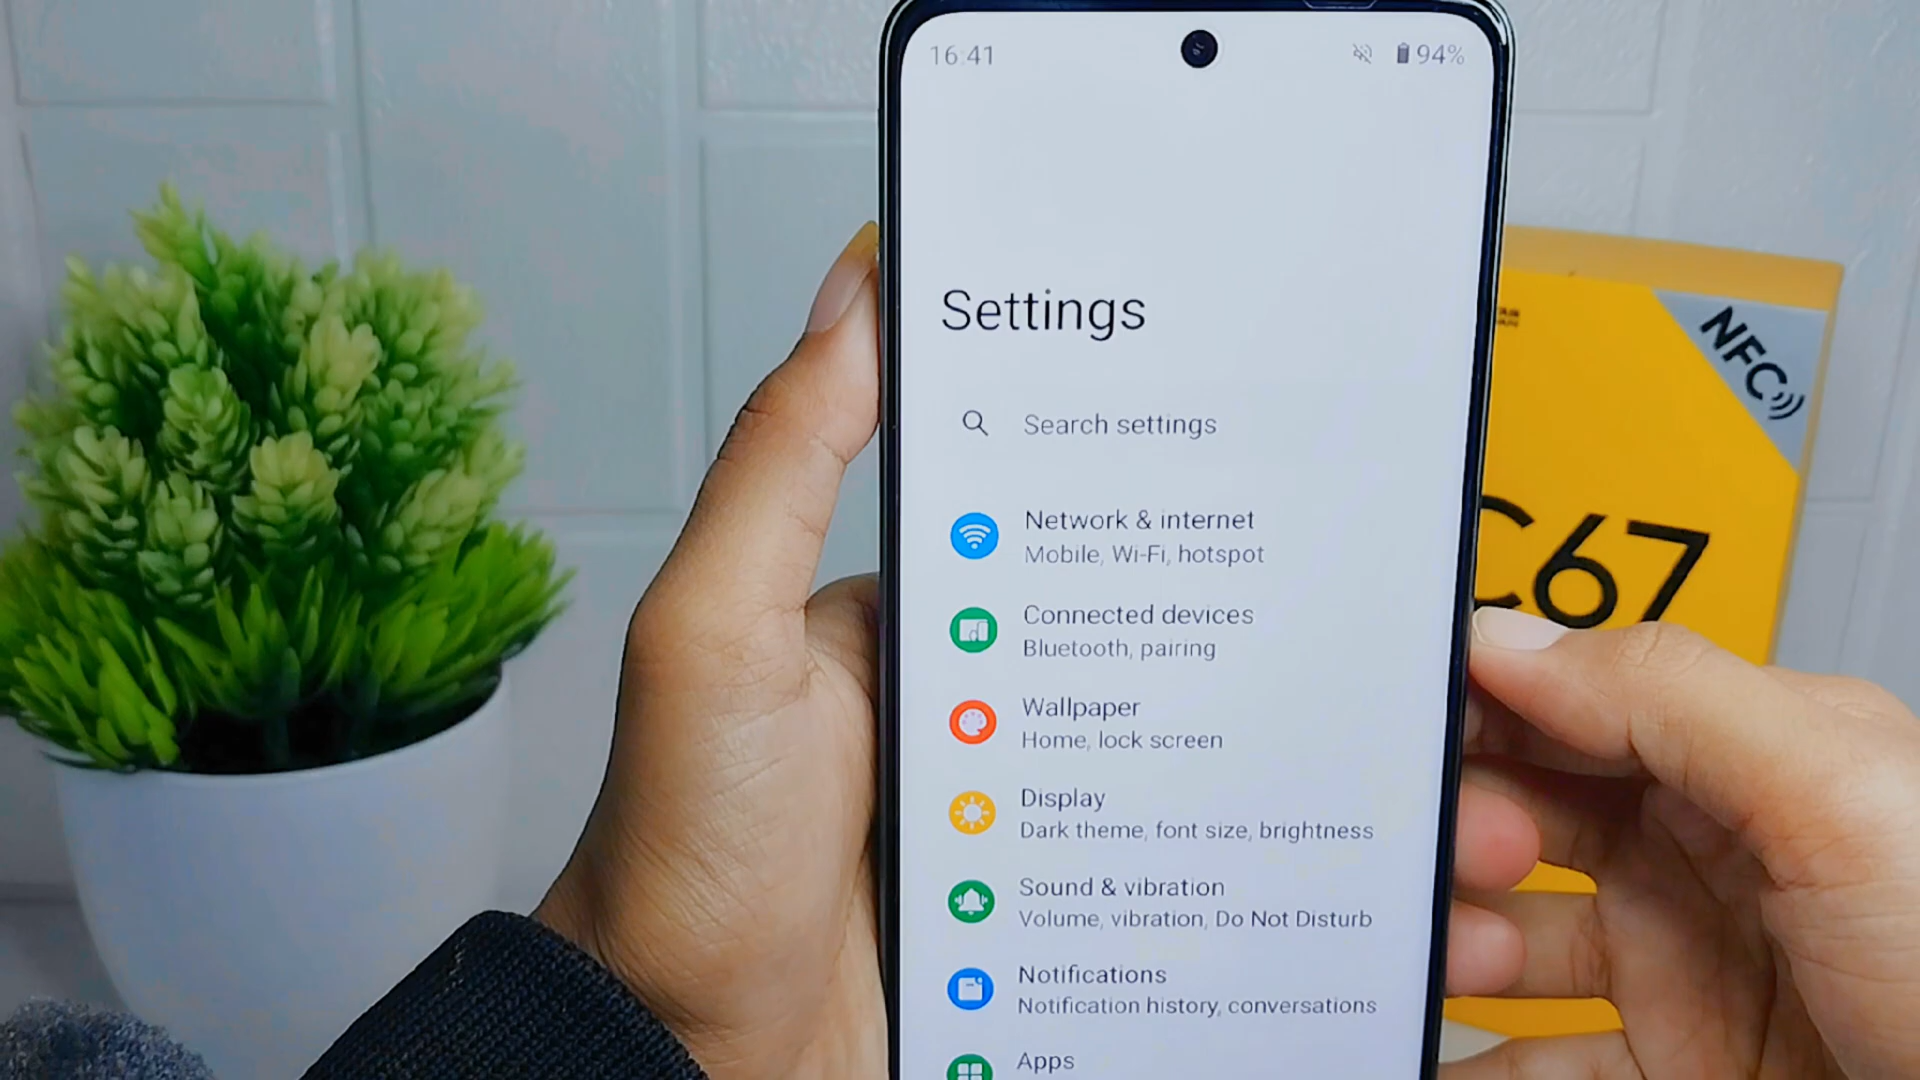 16:41
94%
Settings
Search settings
Network & internet
Mobile, Wi-Fi, hotspot
Connected devices
Bluetooth, pairing
Wallpaper
Home, lock screen
Display
Dark theme, font size, brightness
Sound & vibration
Volume, vibration, Do Not Disturb
Notifications
Notification history, conversations
Apps
NFC
C67